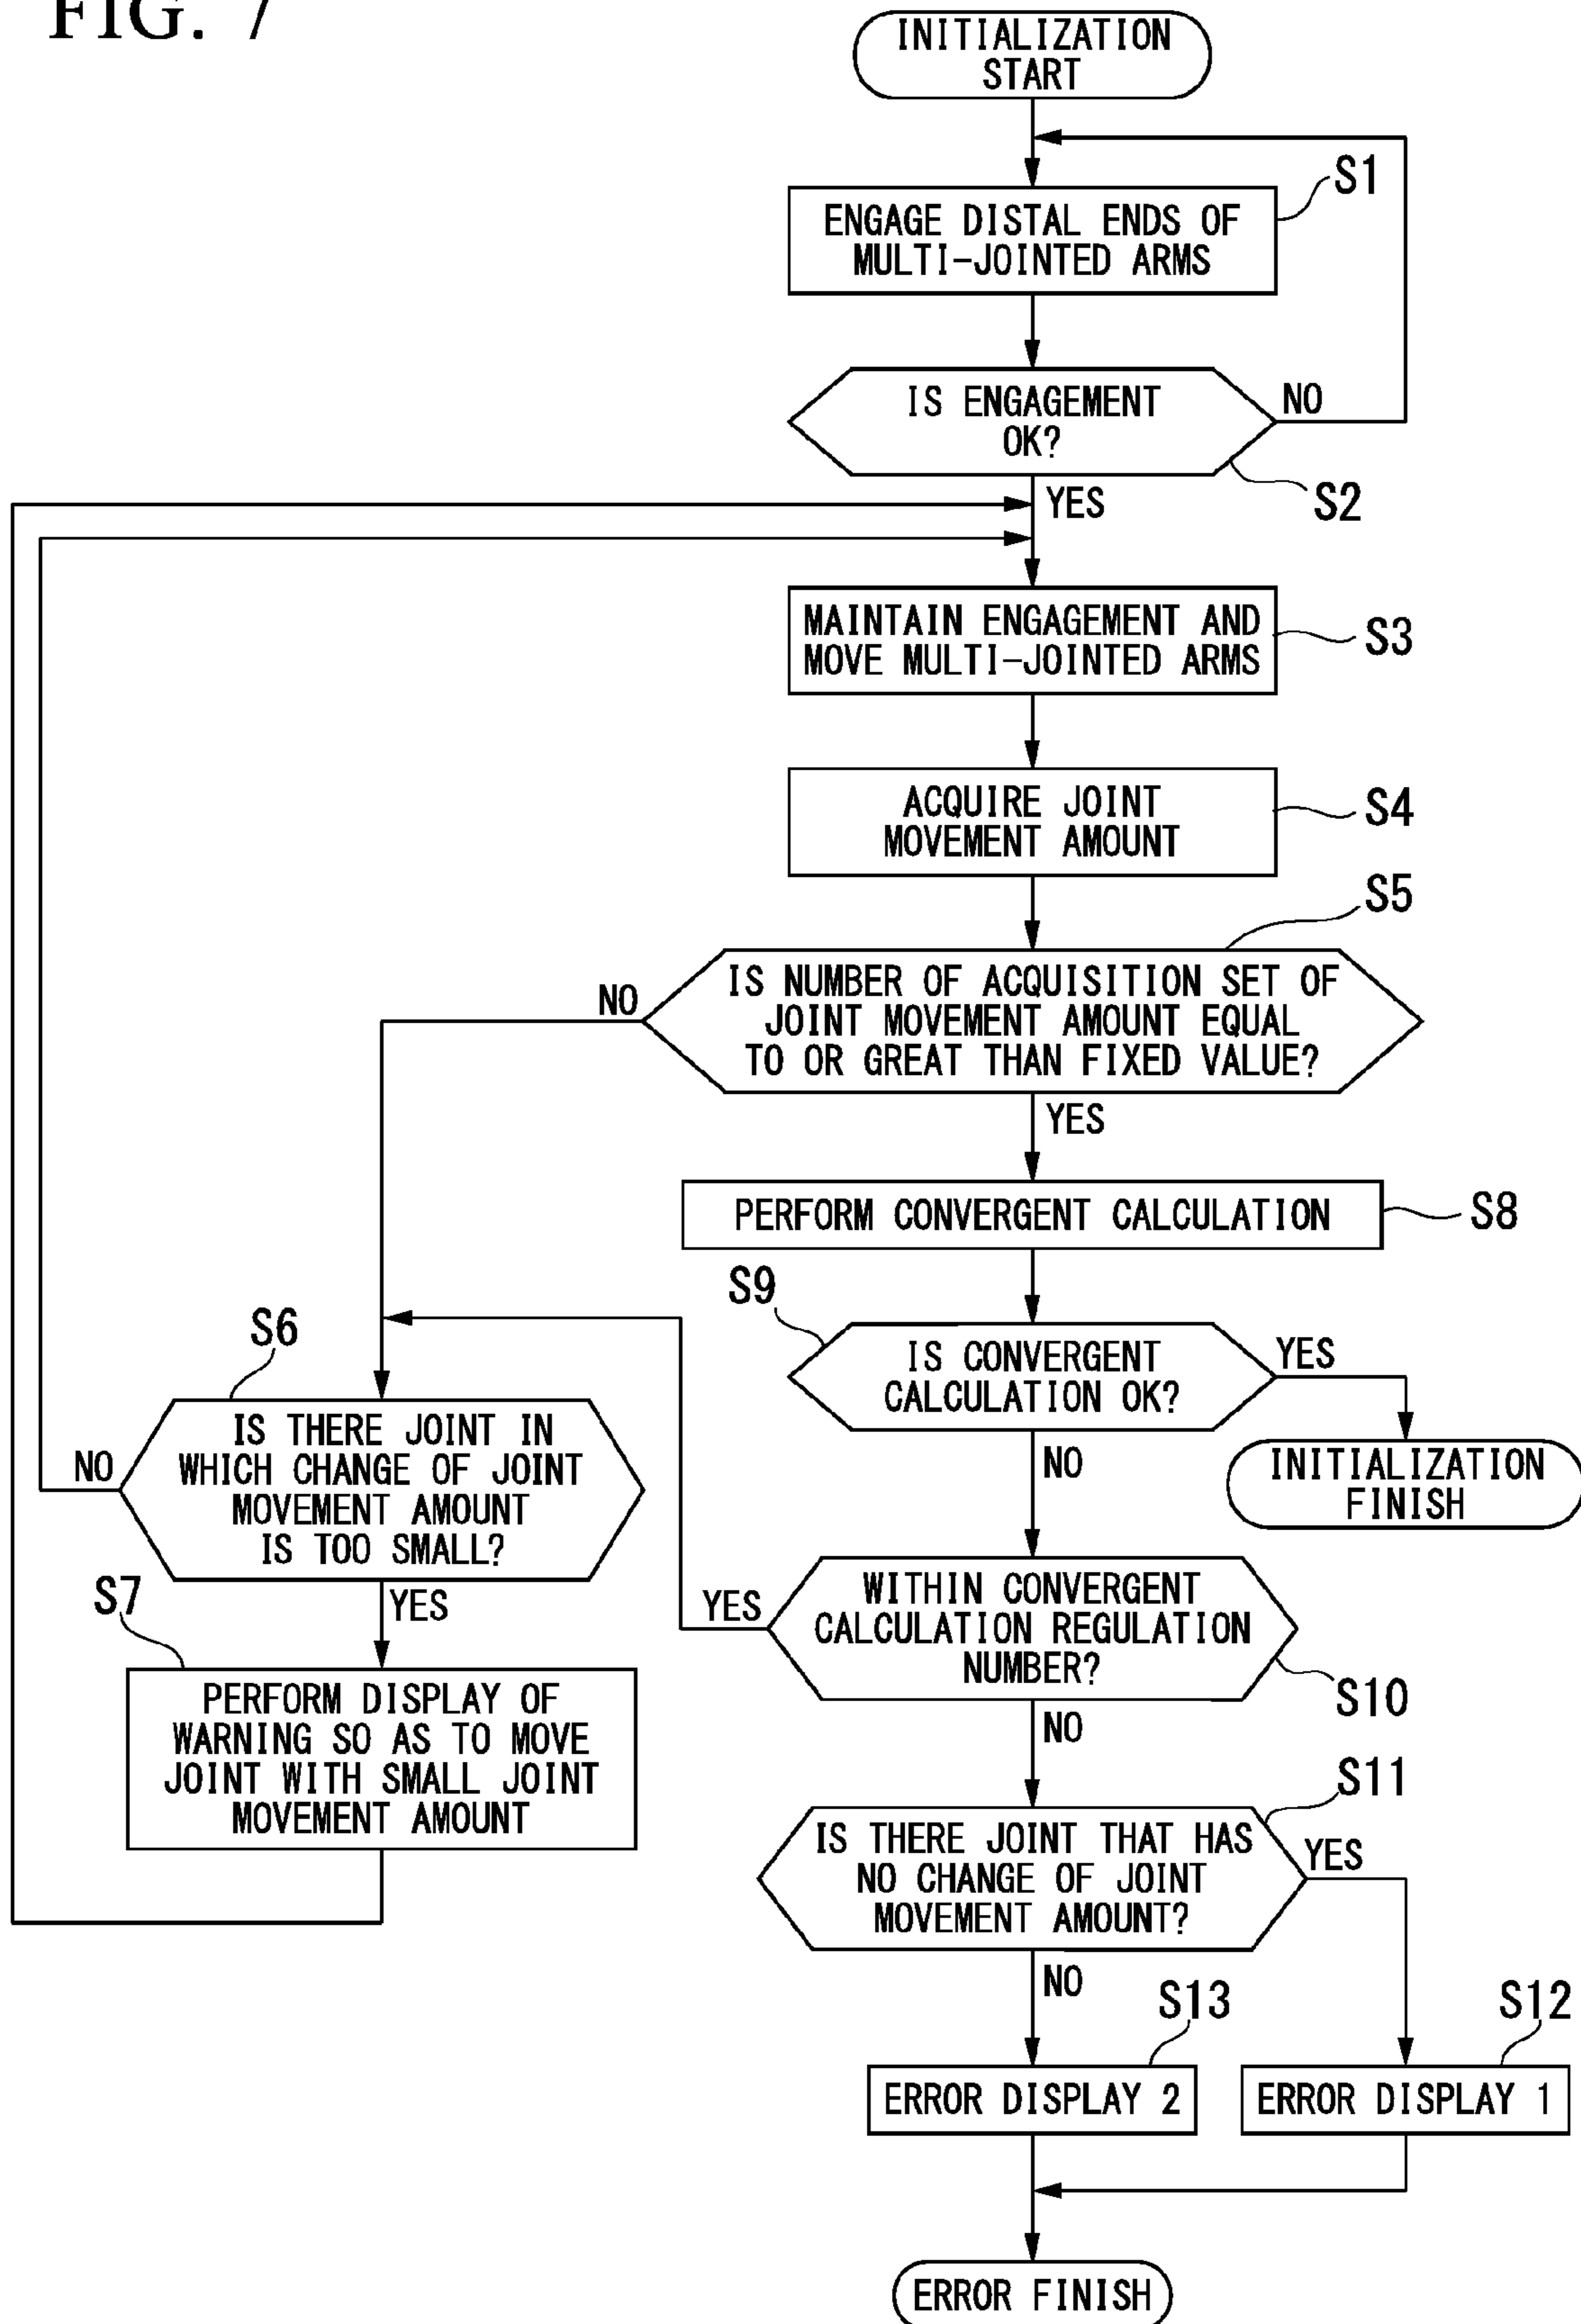 FIG. 7
INITIALIZATION
START
S1
ENGAGE DISTAL ENDS OF
MULTI-JOINTED ARMS
IS ENGAGEMENT
OK?
NO
S2
YES
MAINTAIN ENGAGEMENT AND
MOVE MULTI-JOINTED ARMS
S3
ACQUIRE JOINT
MOVEMENT AMOUNT
S4
S5
IS NUMBER OF ACQUISITION SET OF
JOINT MOVEMENT AMOUNT EQUAL
TO OR GREAT THAN FIXED VALUE?
NO
YES
PERFORM CONVERGENT CALCULATION
S8
S9
IS CONVERGENT
CALCULATION OK?
YES
NO
INITIALIZATION
FINISH
S6
IS THERE JOINT IN
WHICH CHANGE OF JOINT
MOVEMENT AMOUNT
IS TOO SMALL?
NO
YES
S7
PERFORM DISPLAY OF
WARNING SO AS TO MOVE
JOINT WITH SMALL JOINT
MOVEMENT AMOUNT
WITHIN CONVERGENT
CALCULATION REGULATION
NUMBER?
YES
S10
NO
S11
IS THERE JOINT THAT HAS
NO CHANGE OF JOINT
MOVEMENT AMOUNT?
YES
NO
S13
S12
ERROR DISPLAY 2
ERROR DISPLAY 1
ERROR FINISH